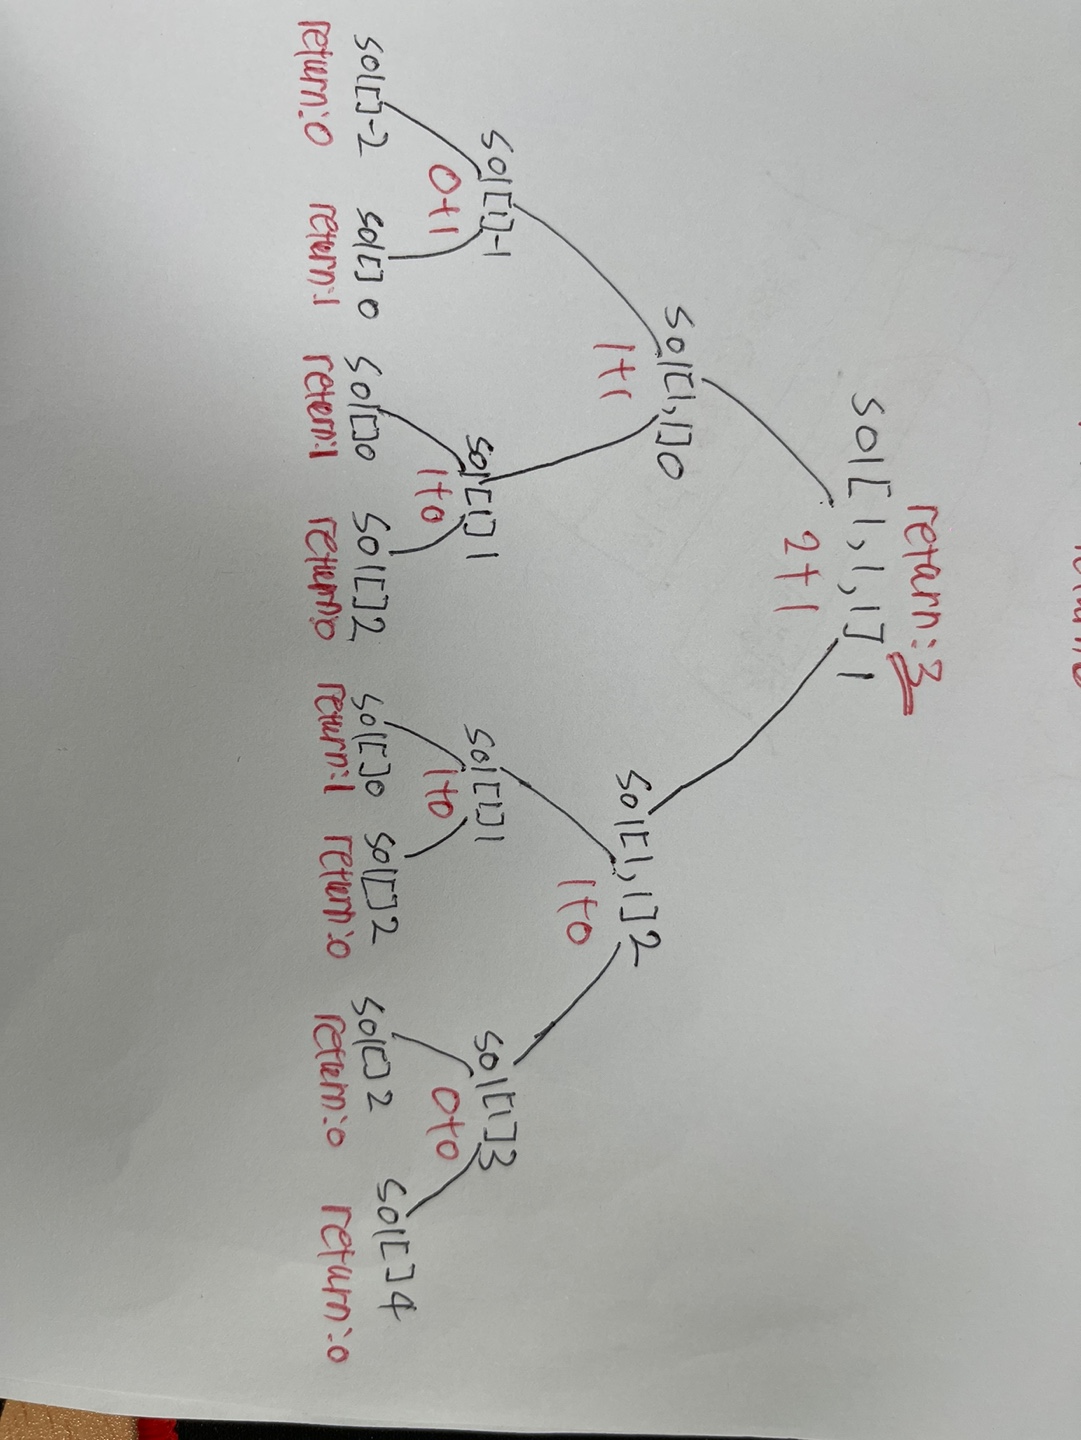 return:3
sol[1,1,1] 1
2+1
sol[1,1]0
sol[1,1]2
1+1
1+0
sol[1]-1
sol[1]1
sol[1]1
sol[1]3
0+1
1+0
1+0
0+0
sol[]-2
sol[]0
sol[]0
sol[]2
sol[]0
sol[]2
sol[]2
sol[]4
return:0
return:1
return:1
return:0
return:1
return:0
return:0
return:0